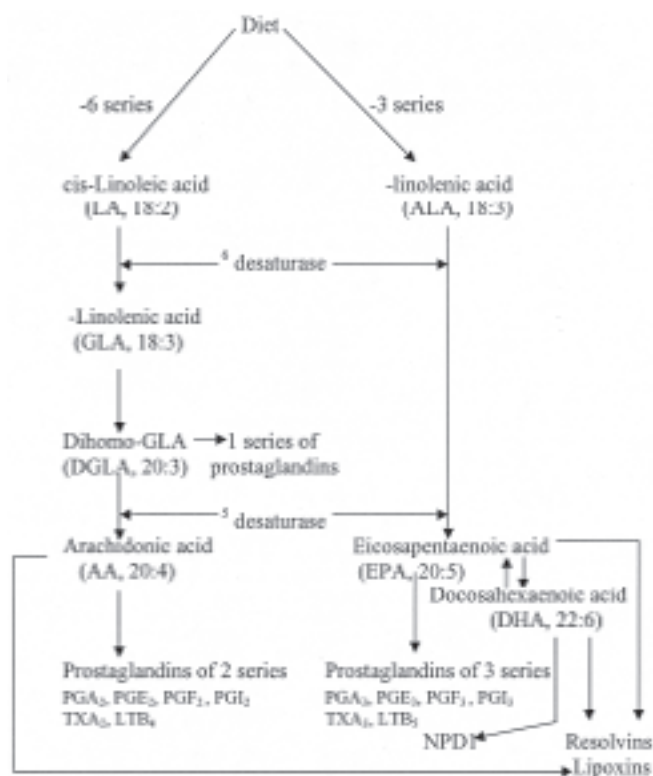 Diet
-6 series
-3 series
cis-Linoleic acid
(LA, 18:2)
-linolenic acid
(ALA, 18:3)
6 desaturase
-Linolenic acid
(GLA, 18:3)
Dihomo-GLA
(DGLA, 20:3)
1 series of
prostaglandins
5 desaturase
Arachidonic acid
(AA, 20:4)
Eicosapentaenoic acid
(EPA, 20:5)
Docosahexaenoic acid
(DHA, 22:6)
Prostaglandins of 2 series
PGA2, PGE2, PGF2, PGI2
TXA2, LTB4
Prostaglandins of 3 series
PGA3, PGE3, PGF3, PGI3
TXA3, LTB5
NPD1
Resolvins
Lipoxins